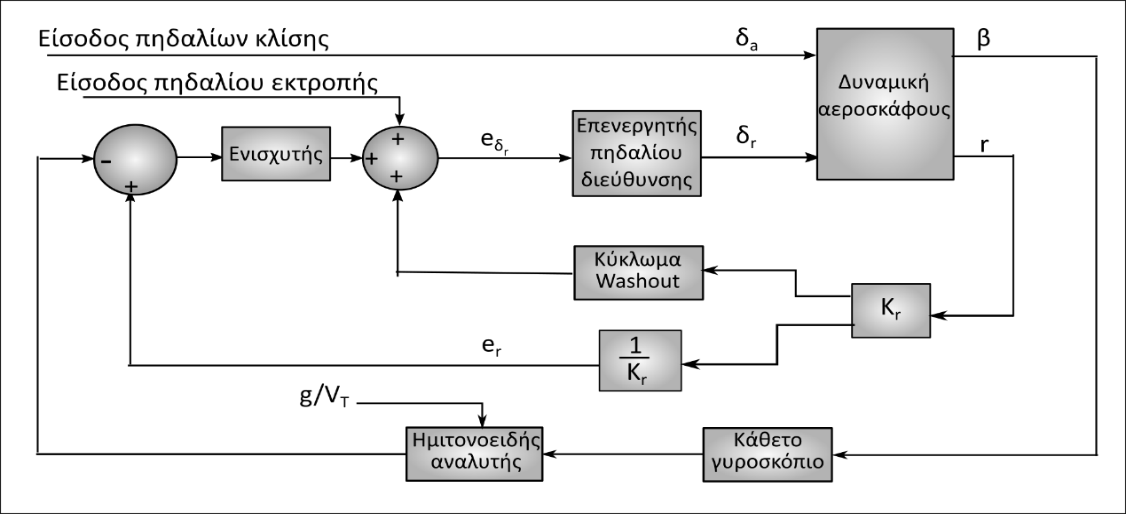 Είσοδος πηδαλίων κλίσης
δa
β
Είσοδος πηδαλίου εκτροπής
Δυναμική
αεροσκάφους
-
+
Ενισχυτής
+
+
+
eδr
Επενεργητής
πηδαλίου
διεύθυνσης
δr
r
Κύκλωμα
Washout
Kr
er
1
Kr
g/VT
Ημιτονοειδής
αναλυτής
Κάθετο
γυροσκόπιο